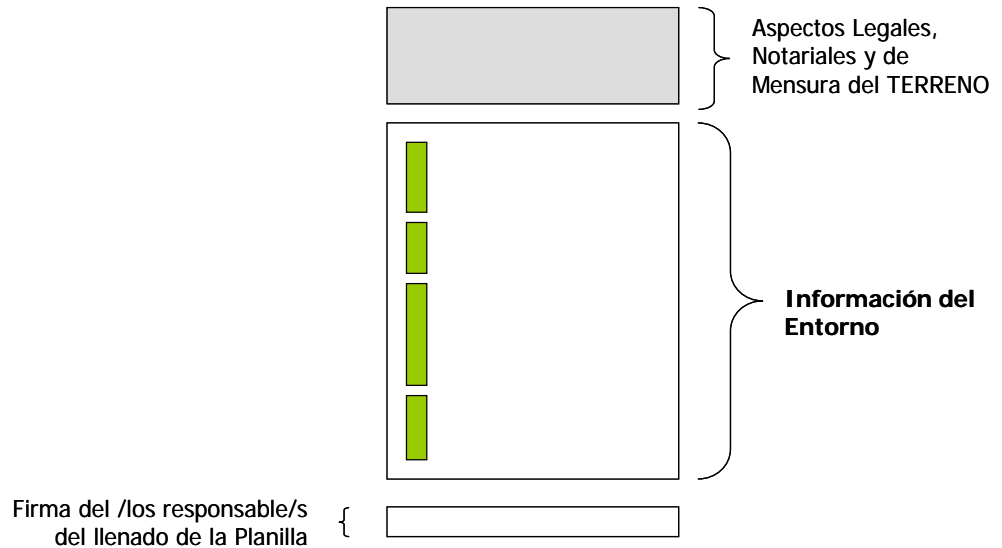 Aspectos Legales,
Notariales y de
Mensura del TERRENO
Información del
Entorno
Firma del /los responsable/s
del llenado de la Planilla